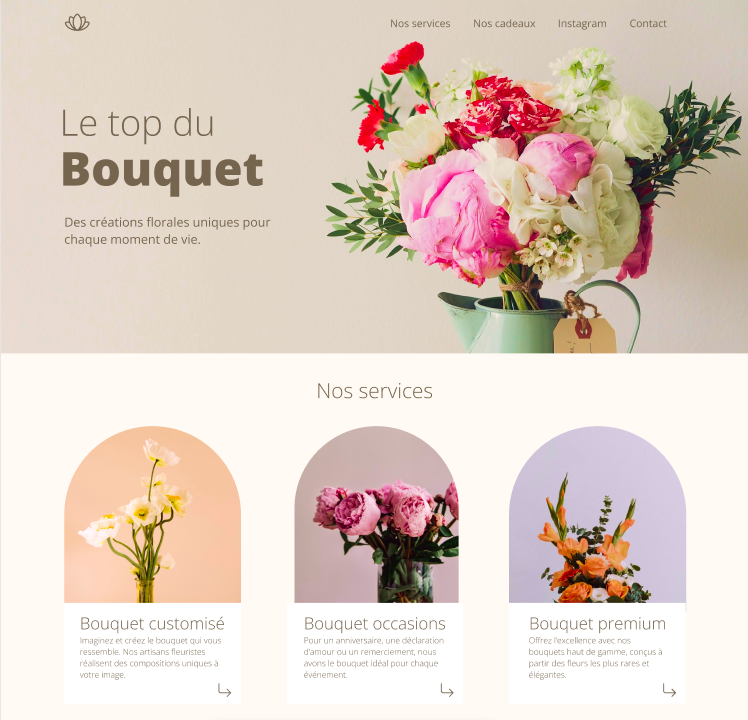 Nos services Nos cadeaux Instagram Contact
Le top du
Bouquet
Des créations florales uniques pour
chaque moment de vie.
Nos services
Bouquet customisé
Imaginez et créez le bouquet qui vous
ressemble. Nos artisans fleuristes
réalisent des compositions uniques à
votre image.
Bouquet occasions
Pour un anniversaire, une déclaration
d'amour ou un remerciement, nous
avons le bouquet idéal pour chaque
événement.
Bouquet premium
Offrez l'excellence avec nos
bouquets haut de gamme, conçus à
partir des fleurs les plus rares et
élégantes.